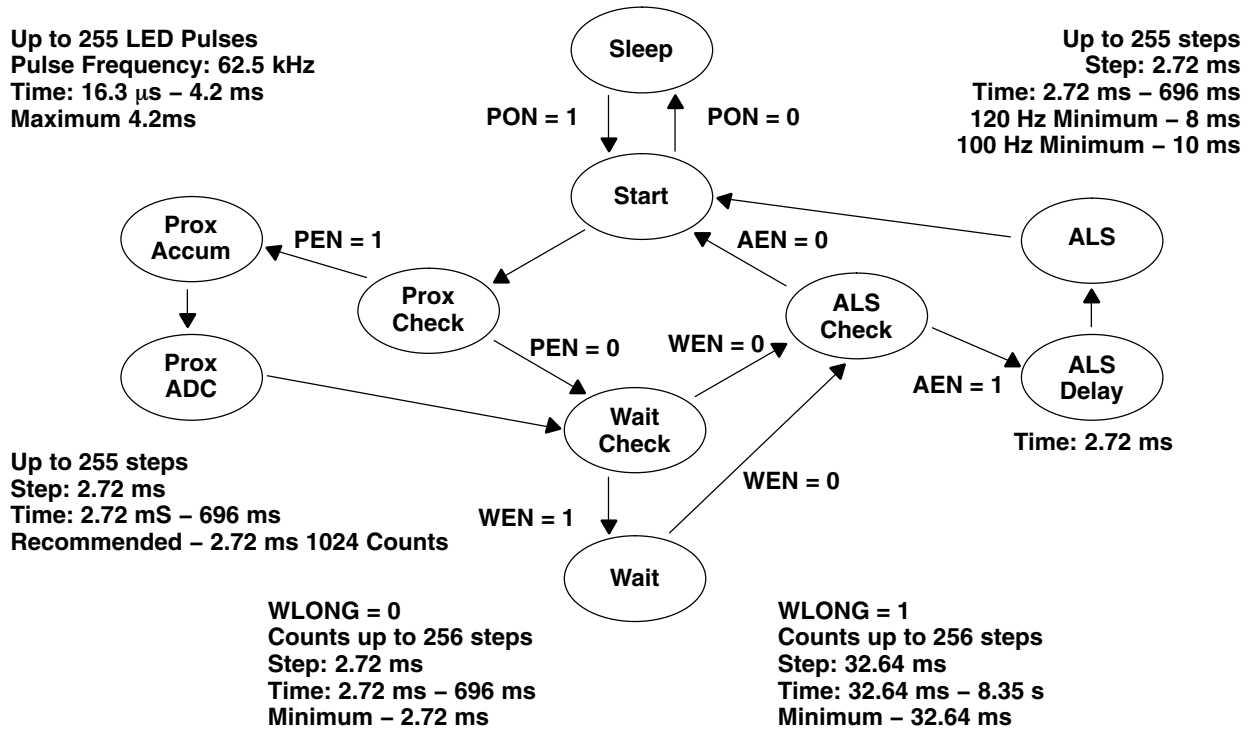 Up to 255 LED Pulses
Pulse Frequency: 62.5 kHz
Time: 16.3 μs – 4.2 ms
Maximum 4.2ms
Sleep
Up to 255 steps
Step: 2.72 ms
Time: 2.72 ms – 696 ms
120 Hz Minimum – 8 ms
100 Hz Minimum – 10 ms
PON = 1
PON = 0
Start
Prox
Accum
PEN = 1
AEN = 0
ALS
Prox
Check
ALS
Check
Prox
ADC
PEN = 0
WEN = 0
AEN = 1
ALS
Delay
Time: 2.72 ms
Wait
Check
Up to 255 steps
Step: 2.72 ms
Time: 2.72 mS – 696 ms
Recommended – 2.72 ms 1024 Counts
WEN = 1
WEN = 0
Wait
WLONG = 0
Counts up to 256 steps
Step: 2.72 ms
Time: 2.72 ms – 696 ms
Minimum – 2.72 ms
WLONG = 1
Counts up to 256 steps
Step: 32.64 ms
Time: 32.64 ms – 8.35 s
Minimum – 32.64 ms